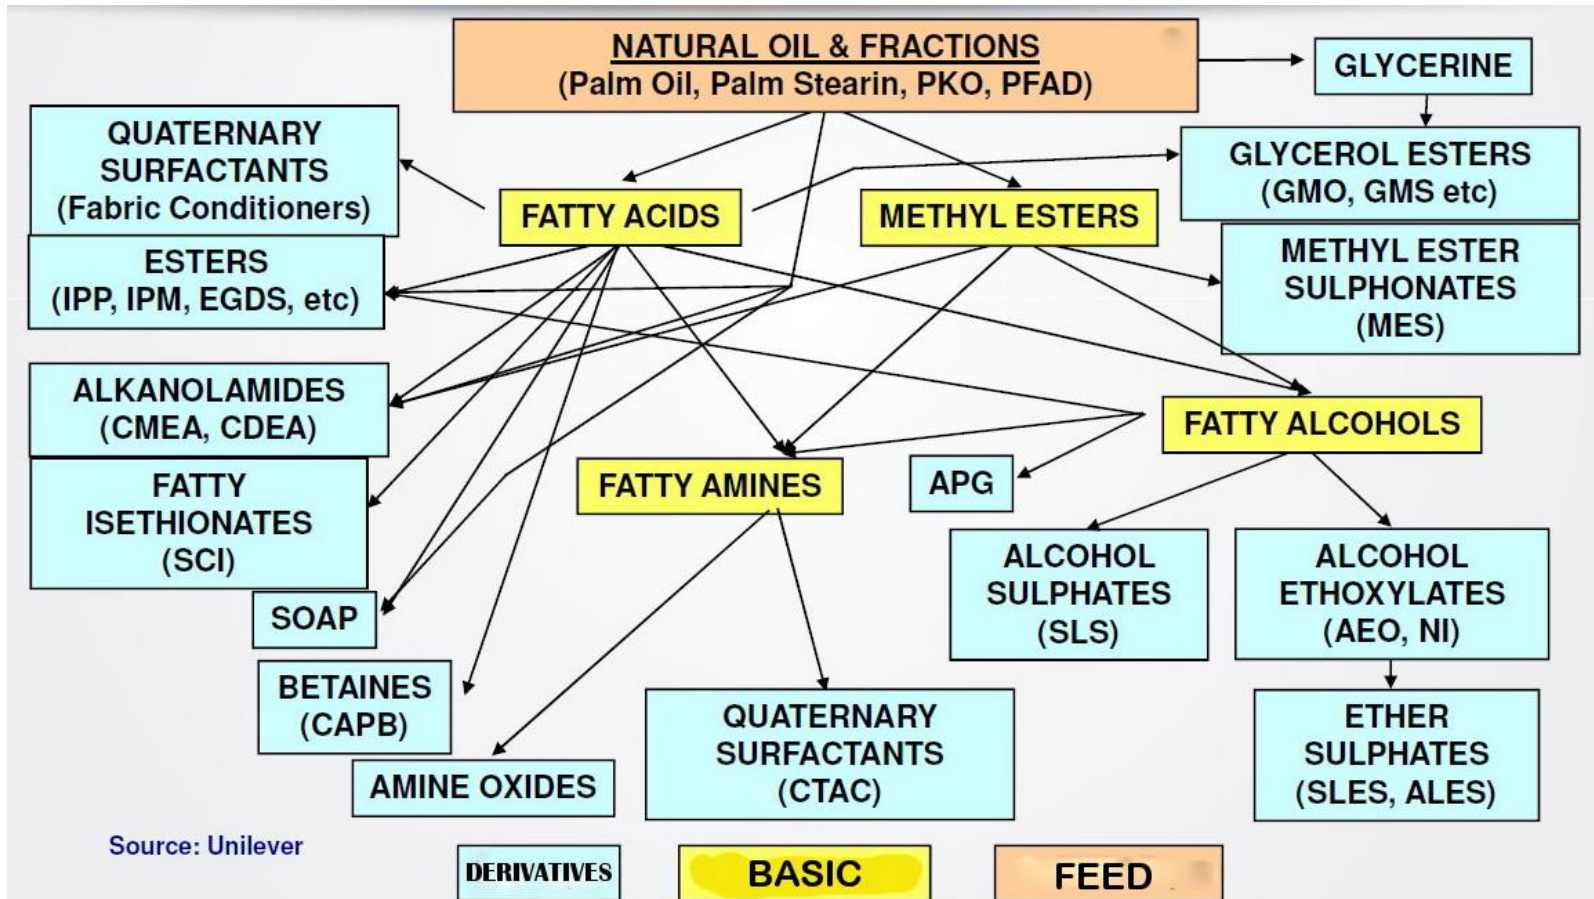 NATURAL OIL & FRACTIONS
(Palm Oil, Palm Stearin, PKO, PFAD)
GLYCERINE
QUATERNARY
SURFACTANTS
(Fabric Conditioners)
GLYCEROL ESTERS
(GMO, GMS etc)
FATTY ACIDS
METHYL ESTERS
ESTERS
(IPP, IPM, EGDS, etc)
METHYL ESTER
SULPHONATES
(MES)
ALKANOLAMIDES
(CMEA, CDEA)
FATTY ALCOHOLS
FATTY
ISETHIONATES
(SCI)
FATTY AMINES
APG
ALCOHOL
SULPHATES
(SLS)
ALCOHOL
ETHOXYLATES
(AEO, NI)
SOAP
BETAINES
(CAPB)
QUATERNARY
SURFACTANTS
(CTAC)
ETHER
SULPHATES
(SLES, ALES)
AMINE OXIDES
Source: Unilever
DERIVATIVES
BASIC
FEED